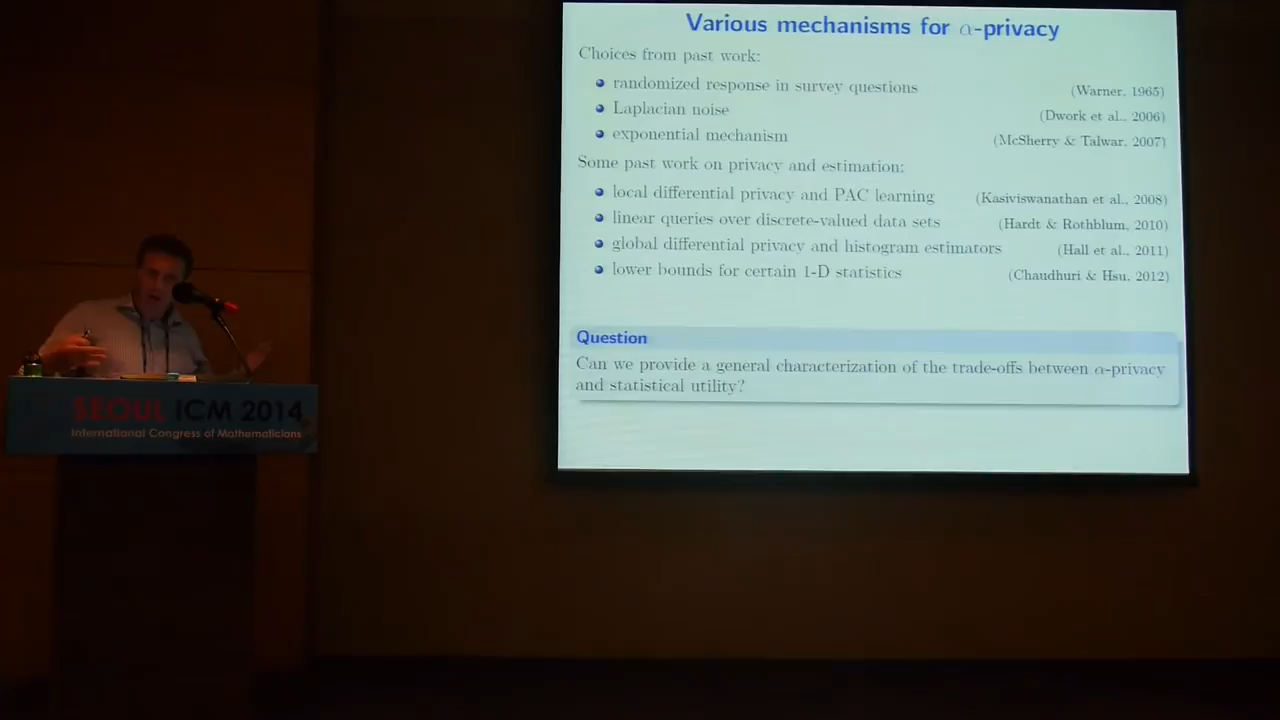 Various mechanisms for α-privacy
Choices from past work:
randomized response in survey questions (Warner, 1965)
Laplacian noise (Dwork et al., 2006)
exponential mechanism (McSherry & Talwar, 2007)
Some past work on privacy and estimation:
local differential privacy and PAC learning (Kasiviswanathan et al., 2008)
linear queries over discrete-valued data sets (Hardt & Rothblum, 2010)
global differential privacy and histogram estimators (Hall et al., 2011)
lower bounds for certain 1-D statistics (Chaudhuri & Hsu, 2012)
Question
Can we provide a general characterization of the trade-offs between α-privacy
and statistical utility?
SEOUL ICM 2014
International Congress of Mathematicians